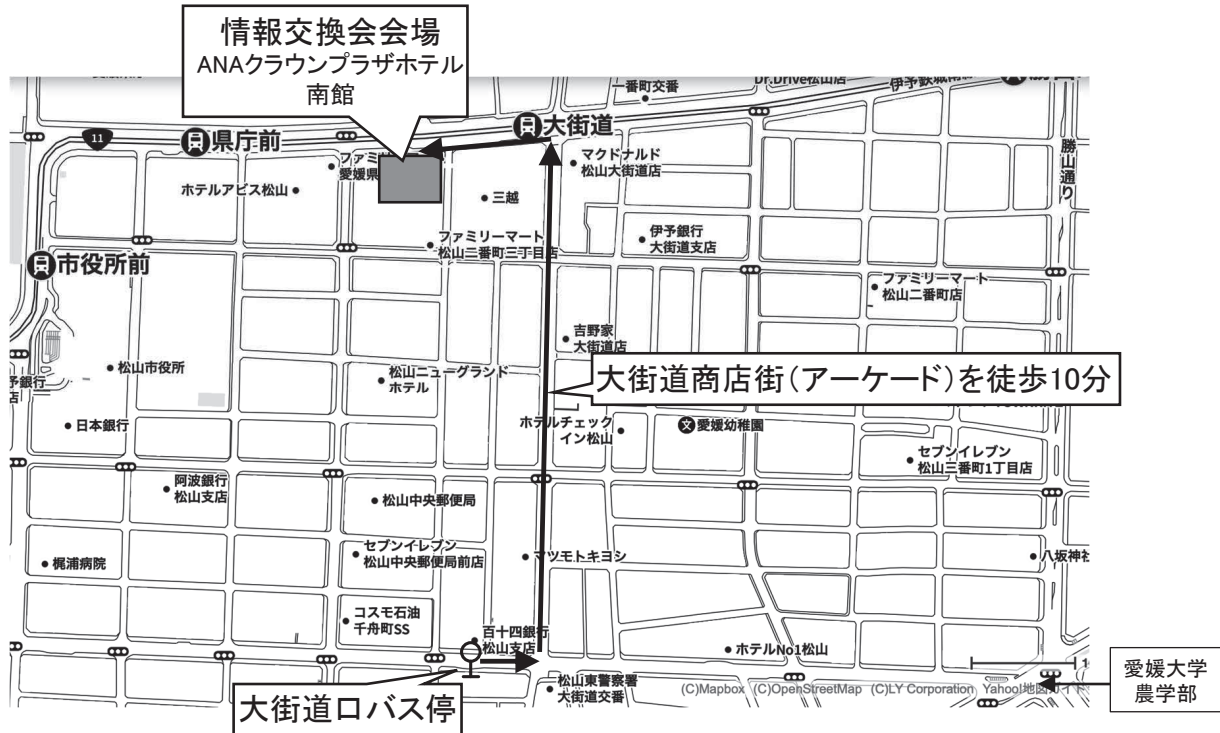 情報交換会会場
ANAクラウンプラザホテル
南館
Dr.Drive松山店
一番町交番
11
県庁前
大街道
マクドナルド
松山大街道店
勝山通り
ファミ
愛媛県
ホテルアビス松山
三越
伊予銀行
大街道支店
ファミリーマート
松山二番町三丁目店
市役所前
ファミリーマート
松山二番町店
吉野家
大街道店
松山市役所
松山ニューグランド
ホテル
予銀行
店
大街道商店街(アーケード)を徒歩10分
日本銀行
ホテルチェック
イン松山
文
愛媛幼稚園
セブンイレブン
松山三番町1丁目店
阿波銀行
松山支店
松山中央郵便局
セブンイレブン
松山中央郵便局前店
マツモトキヨシ
梶浦病院
八坂神社
コスモ石油
千舟町SS
百十四銀行
松山支店
ホテルNo1松山
愛媛大学
農学部
大街道口バス停
松山東警察署
大街道交番
(C)Mapbox (C)OpenStreetMap (C)LY Corporation Yahoo!地図